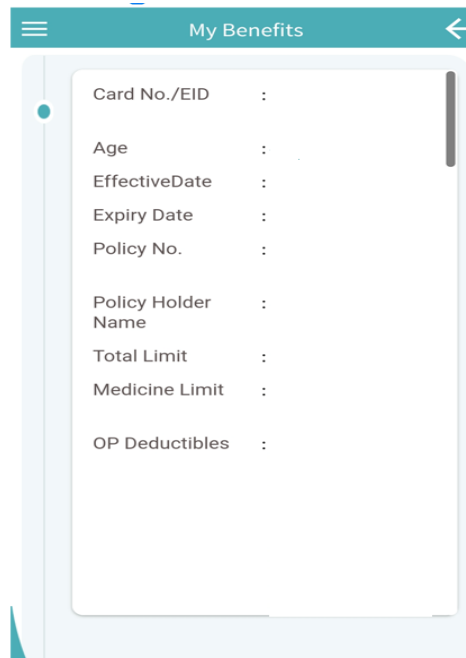 My Benefits
Card No./EID :
Age :
EffectiveDate :
Expiry Date :
Policy No. :
Policy Holder :
Name
Total Limit :
Medicine Limit :
OP Deductibles :